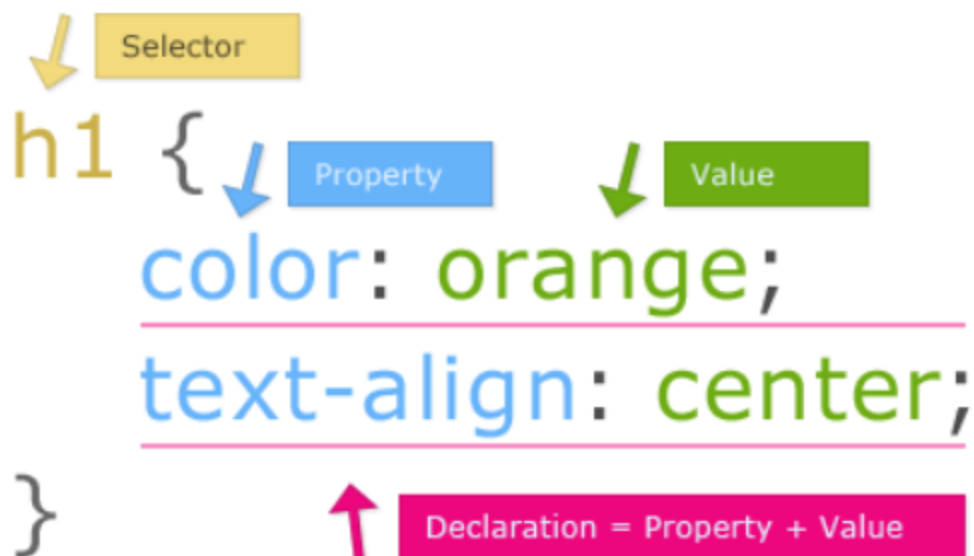 Selector
h1 {
Property Value
color: orange;
text-align: center;
}
Declaration = Property + Value